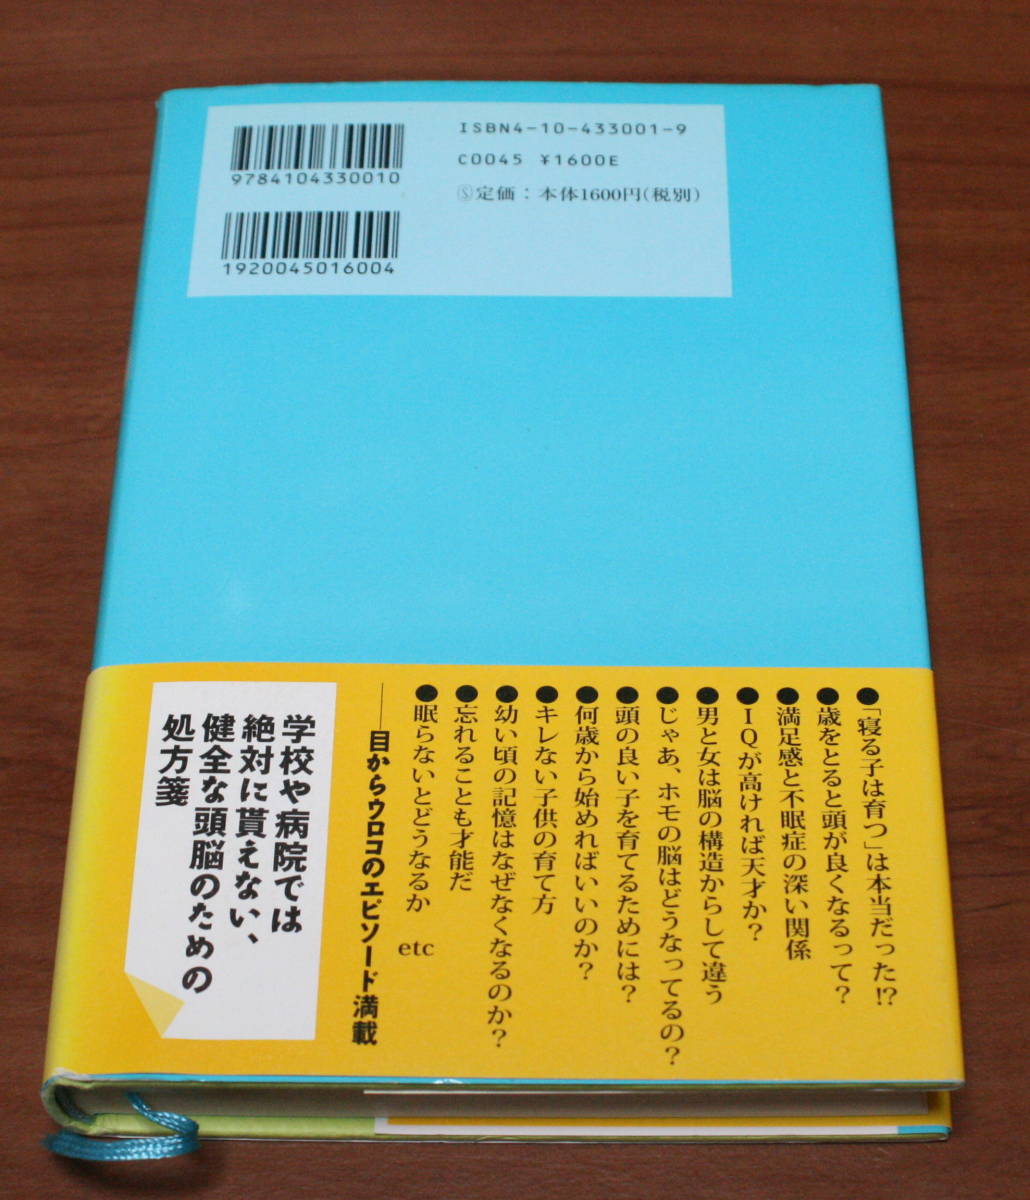 ISBN4-10-433001-9
C0045 ¥1600E
Ⓢ定価：本体1600円(税別)
9784104330010
1920045016004
●「寝る子は育つ」は本当だった!?
●歳をとると頭が良くなるって？
●満足感と不眠症の深い関係
●IQが高ければ天才か？
●男と女は脳の構造からして違う
●じゃあ、ホモの脳はどうなってるの？
●頭の良い子を育てるためには？
●何歳から始めればいいのか？
●キレない子供の育て方
●幼い頃の記憶はなぜなくなるのか？
●忘れることも才能だ
●眠らないとどうなるか　etc
――目からウロコのエピソード満載
学校や病院では
絶対に貰えない、
健全な頭脳のための
処方箋